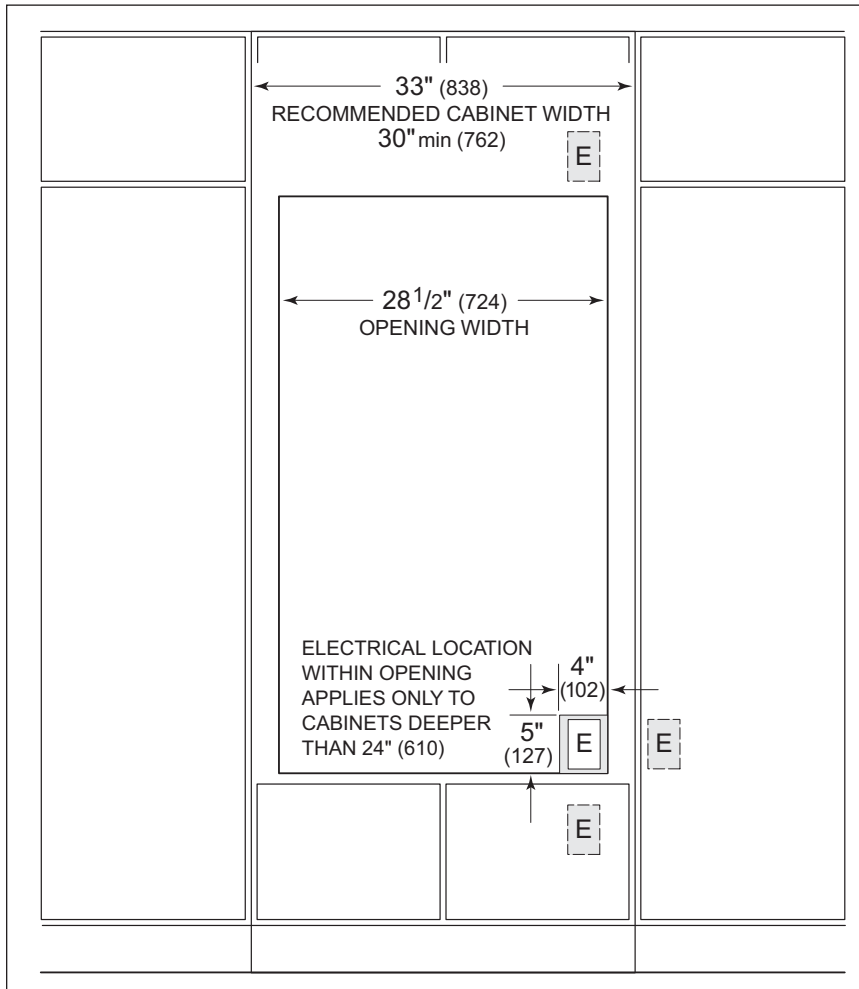 33" (838)
RECOMMENDED CABINET WIDTH
30" min (762)
E
28 1/2" (724)
OPENING WIDTH
ELECTRICAL LOCATION
WITHIN OPENING
APPLIES ONLY TO
CABINETS DEEPER
THAN 24" (610)
4"
(102)
5"
(127)
E
E
E